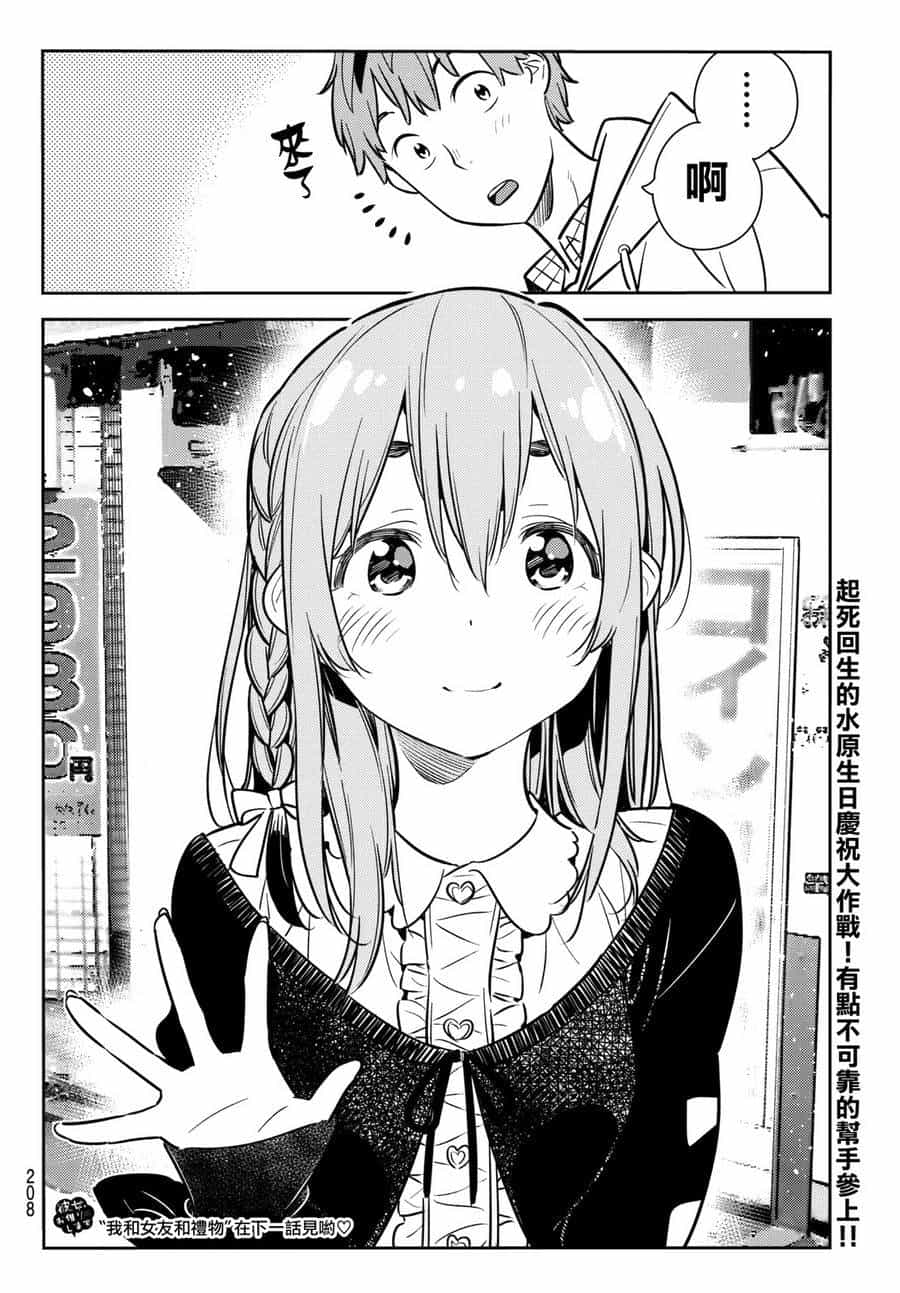 ……
啊
來了
コイン
円
起死回生的水原生日慶祝大作戰！有點不可靠的幫手參上!!
“我和女友和禮物”在下一話見喲♡
208